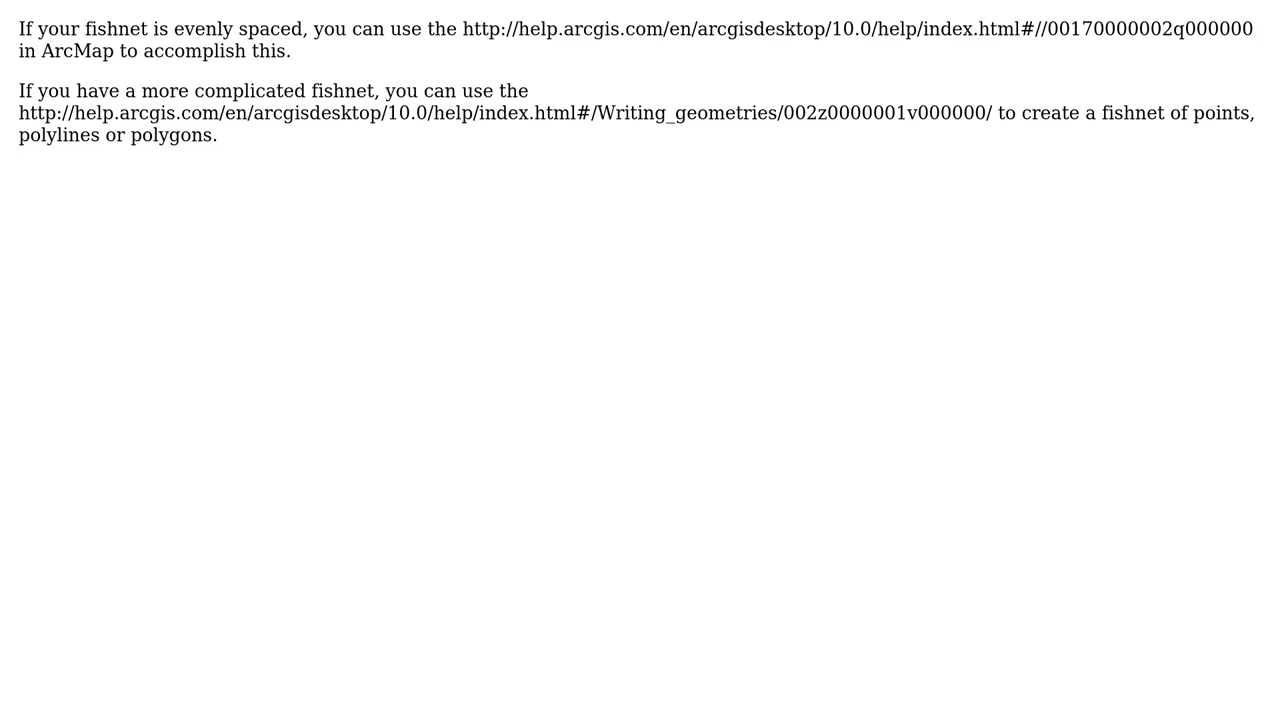 If your fishnet is evenly spaced, you can use the http://help.arcgis.com/en/arcgisdesktop/10.0/help/index.html#//00170000002q000000
in ArcMap to accomplish this.
If you have a more complicated fishnet, you can use the
http://help.arcgis.com/en/arcgisdesktop/10.0/help/index.html#/Writing_geometries/002z0000001v000000/ to create a fishnet of points,
polylines or polygons.